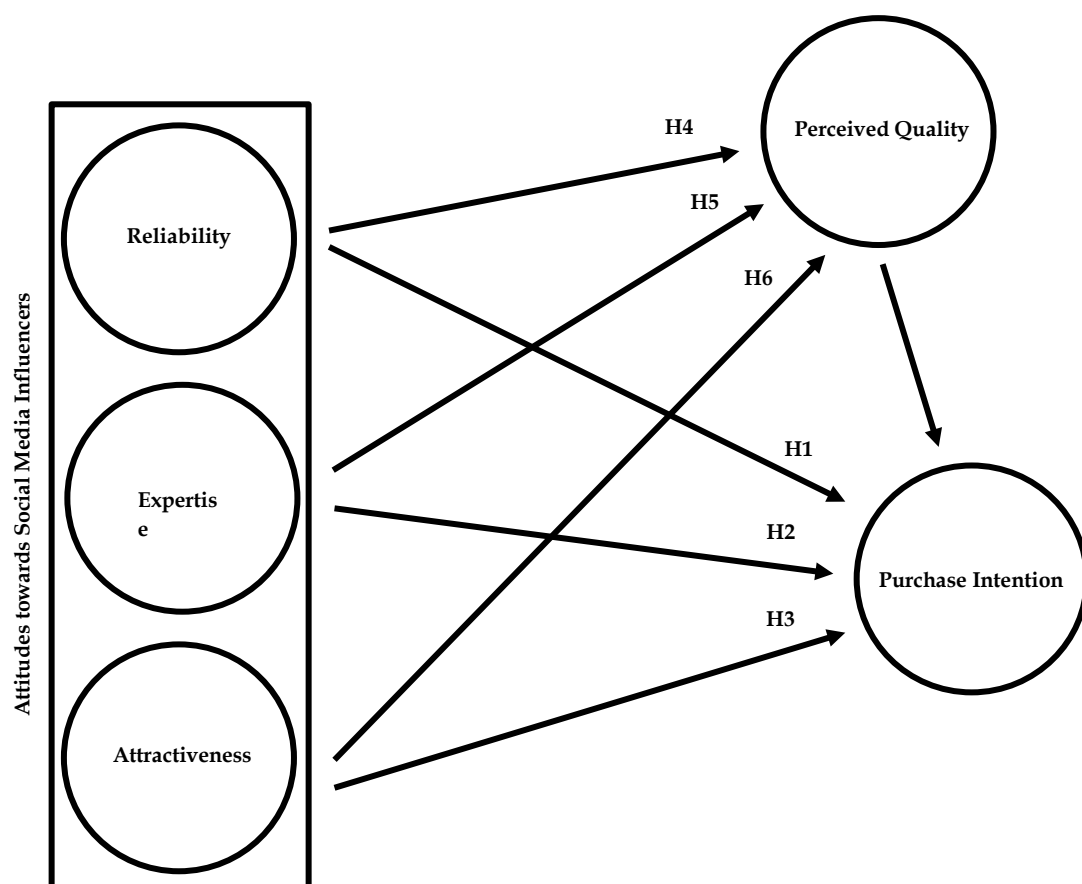 Attitudes towards Social Media Influencers
Reliability
Expertis
e
Attractiveness
H4
H5
H6
H1
H2
H3
Perceived Quality
Purchase Intention